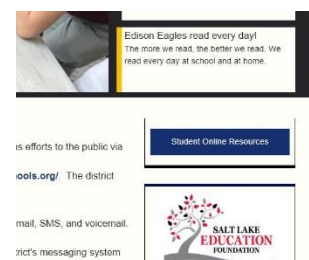 Edison Eagles read every day!
The more we read, the better we read. We
read every day at school and at home.
efforts to the public via
ools.org/. The district
mail, SMS, and voicemail.
trict's messaging system
Student Online Resources
SALT LAKE
EDUCATION
FOUNDATION